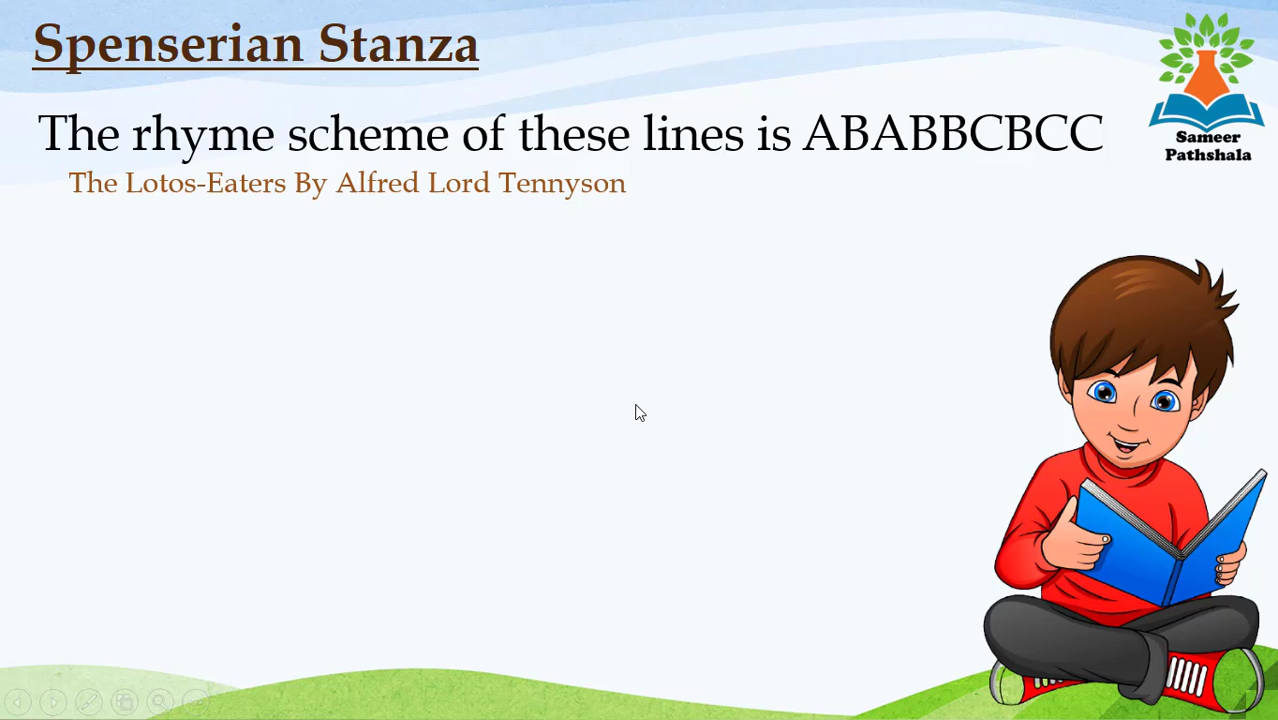 Spenserian Stanza
The rhyme scheme of these lines is ABABBCBCC
The Lotos-Eaters By Alfred Lord Tennyson
Sameer
Pathshala